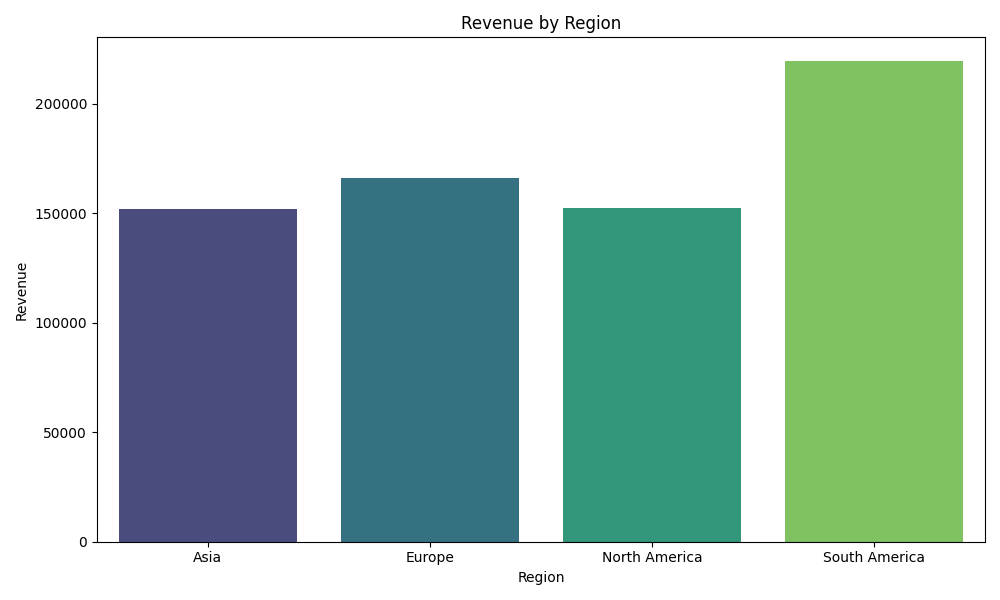 Revenue by Region
Revenue
200000
150000
100000
50000
0
Asia
Europe
North America
South America
Region